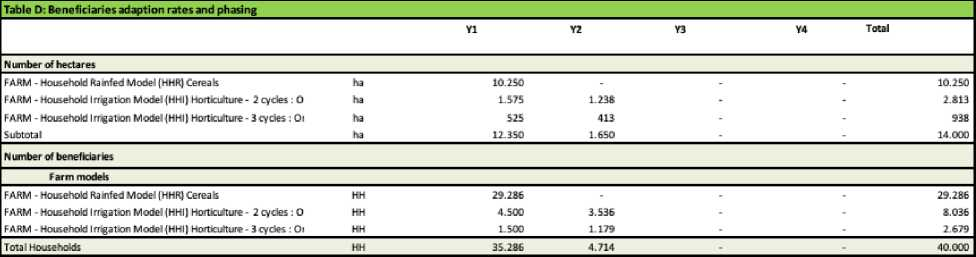 Table D: Beneficiaries adaption rates and phasing
Y1 Y2 Y3 Y4 Total
Number of hectares
FARM - Household Rainfed Model (HHR) Cereals ha 10.250 - - - 10.250
FARM - Household Irrigation Model (HHI) Horticulture - 2 cycles : O ha 1.575 1.238 - - 2.813
FARM - Household Irrigation Model (HHI) Horticulture - 3 cycles : Or ha 525 413 - - 938
Subtotal ha 12.350 1.650 - - 14.000
Number of beneficiaries
Farm models
FARM - Household Rainfed Model (HHR) Cereals HH 29.286 - - - 29.286
FARM - Household Irrigation Model (HHI) Horticulture - 2 cycles : O HH 4.500 3.536 - - 8.036
FARM - Household Irrigation Model (HHI) Horticulture - 3 cycles : Or HH 1.500 1.179 - - 2.679
Total Households HH 35.286 4.714 - - 40.000